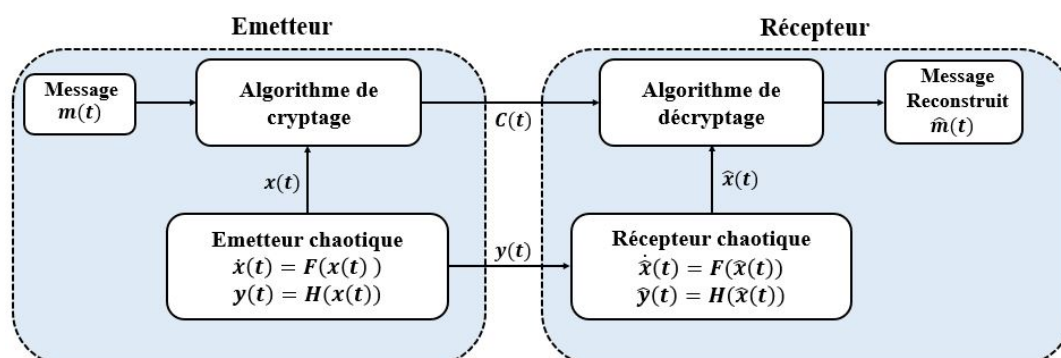 Emetteur
Récepteur
Message
m(t)
Algorithme de
cryptage
C(t)
Algorithme de
décryptage
Message
Reconstruit
m̂(t)
x(t)
x̂(t)
Emetteur chaotique
ẋ(t) = F(x(t) )
y(t) = H(x(t))
y(t)
Récepteur chaotique
x̂̇(t) = F(x̂(t))
ŷ(t) = H(x̂(t))